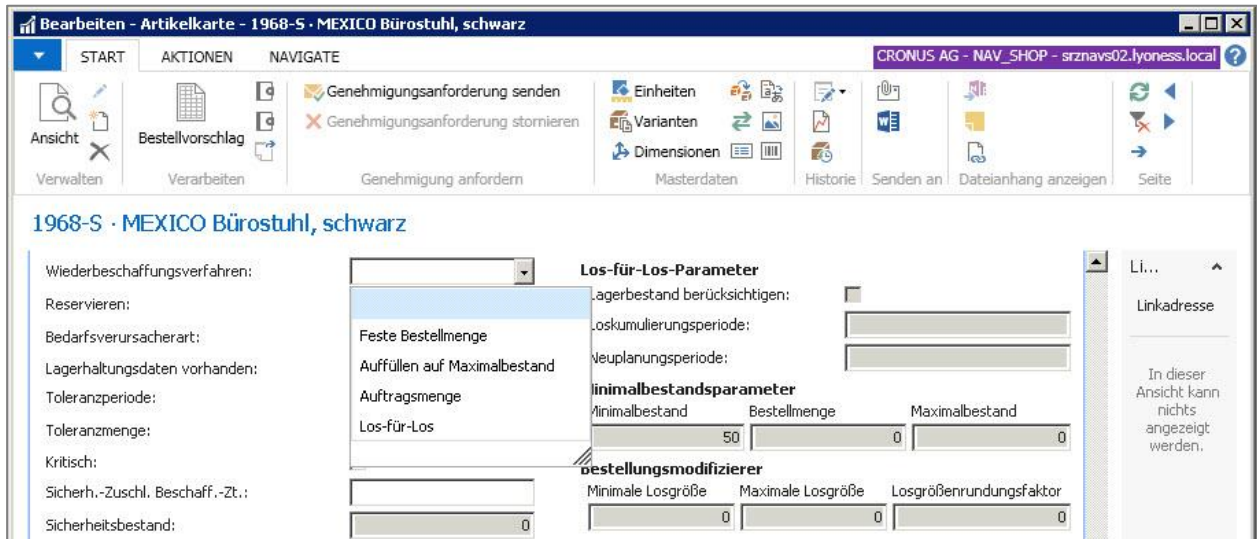 Bearbeiten - Artikelkarte - 1968-S · MEXICO Bürostuhl, schwarz
START AKTIONEN NAVIGATE CRONUS AG - NAV_SHOP - srznavs02.lyoness.local
Genehmigungsanforderung senden Einheiten
Ansicht Bestellvorschlag Genehmigungsanforderung stornieren Varianten
Dimensionen
Verwalten Verarbeiten Genehmigung anfordern Masterdaten Historie Senden an Dateianhang anzeigen Seite
1968-S · MEXICO Bürostuhl, schwarz
Wiederbeschaffungsverfahren:
Reservieren:
Bedarfsverursacherart:
Lagerhaltungsdaten vorhanden:
Toleranzperiode:
Toleranzmenge:
Kritisch:
Sicherh.-Zuschl. Beschaff.-Zt.:
Sicherheitsbestand: 0
Feste Bestellmenge
Auffüllen auf Maximalbestand
Auftragsmenge
Los-für-Los
Los-für-Los-Parameter
Lagerbestand berücksichtigen:
Loskumulierungsperiode:
Neuplanungsperiode:
Minimalbestandsparameter
Minimalbestand Bestellmenge Maximalbestand
50 0 0
Bestellungsmodifizierer
Minimale Losgröße Maximale Losgröße Losgrößenrundungsfaktor
0 0 0
Li...
Linkadresse
In dieser
Ansicht kann
nichts
angezeigt
werden.